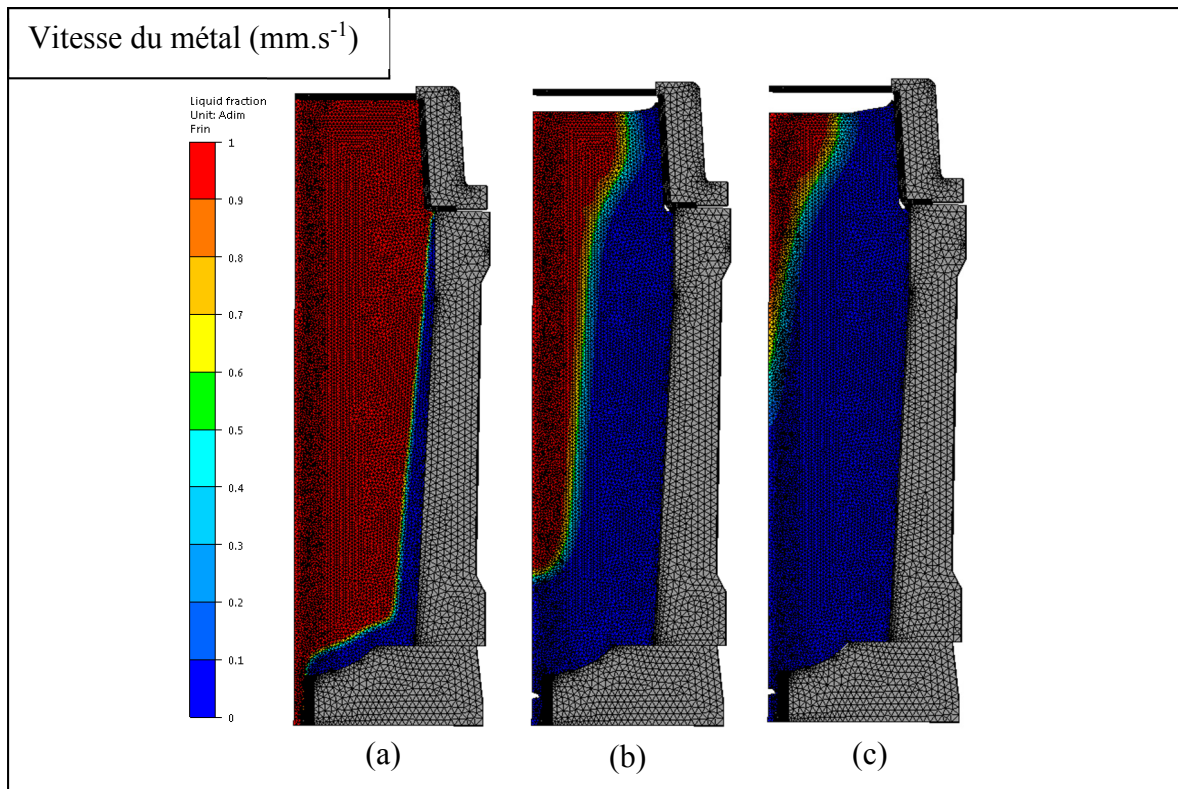 Vitesse du métal (mm.s⁻¹)
Liquid fraction
Unit: Adim
Frin
1
0.9
0.8
0.7
0.6
0.5
0.4
0.3
0.2
0.1
0
(a)
(b)
(c)